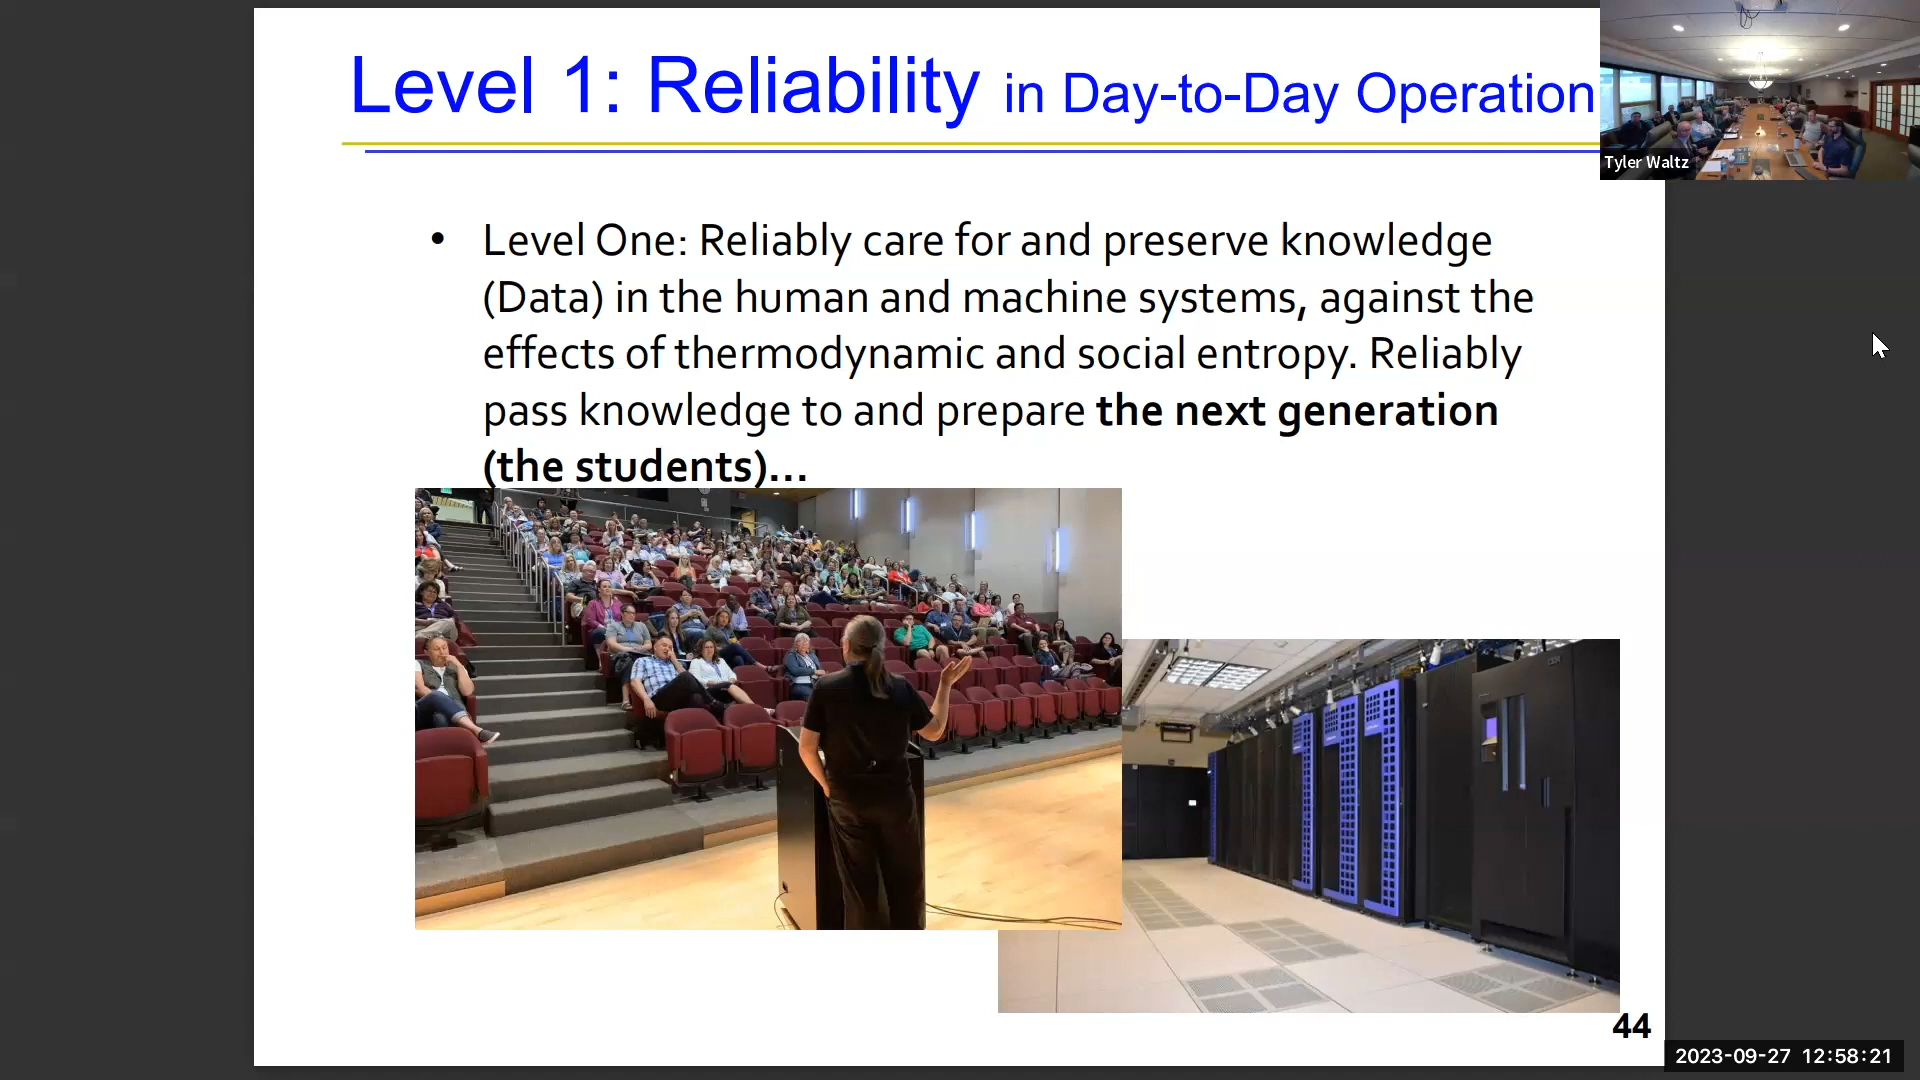 Level 1: Reliability in Day-to-Day Operation
Tyler Waltz
• Level One: Reliably care for and preserve knowledge
(Data) in the human and machine systems, against the
effects of thermodynamic and social entropy. Reliably
pass knowledge to and prepare the next generation
(the students)...
44
2023-09-27 12:58:21